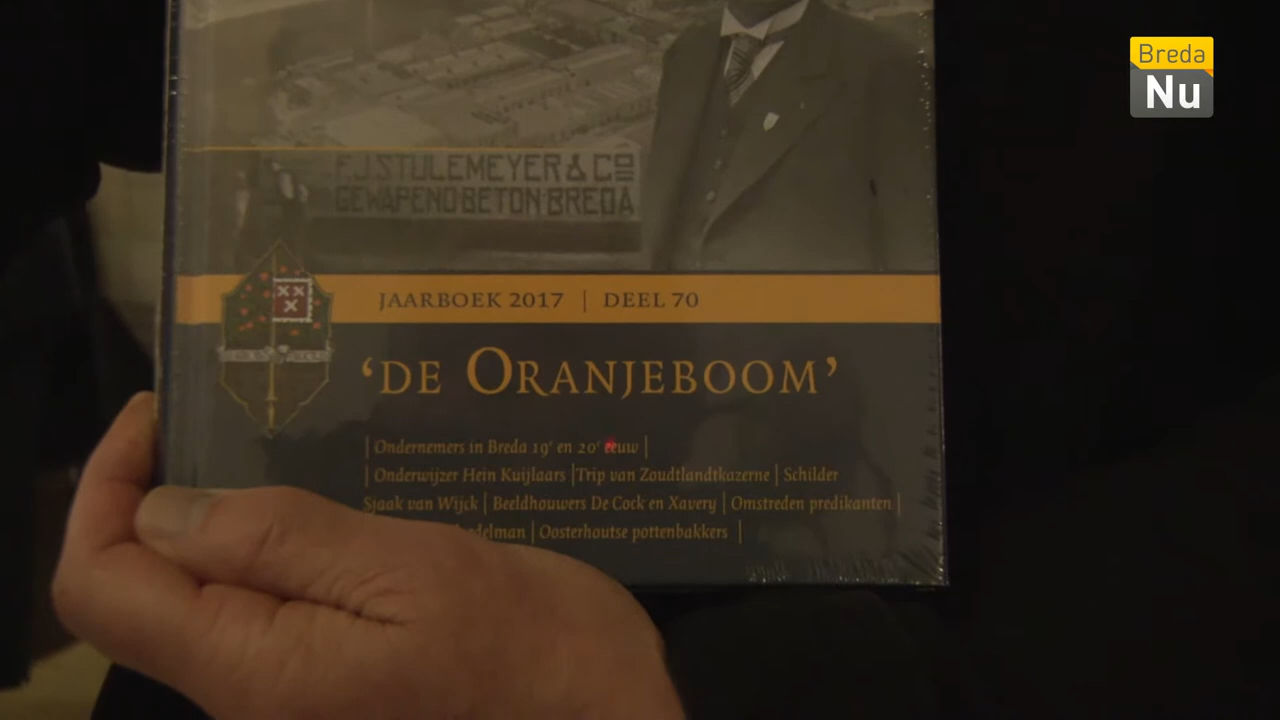 Breda
Nu
F.J. STULEMEYER & Co
GEWAPEND·BETON·BREDA
JAARBOEK 2017 | DEEL 70
‘DE ORANJEBOOM’
| Ondernemers in Breda 19e en 20e eeuw |
| Onderwijzer Hein Kuijlaars | Trip van Zoudtlandtkazerne | Schilder
Sjaak van Wijck | Beeldhouwers De Cock en Xavery | Omstreden predikanten |
| Oosterhoutse pottenbakkers |